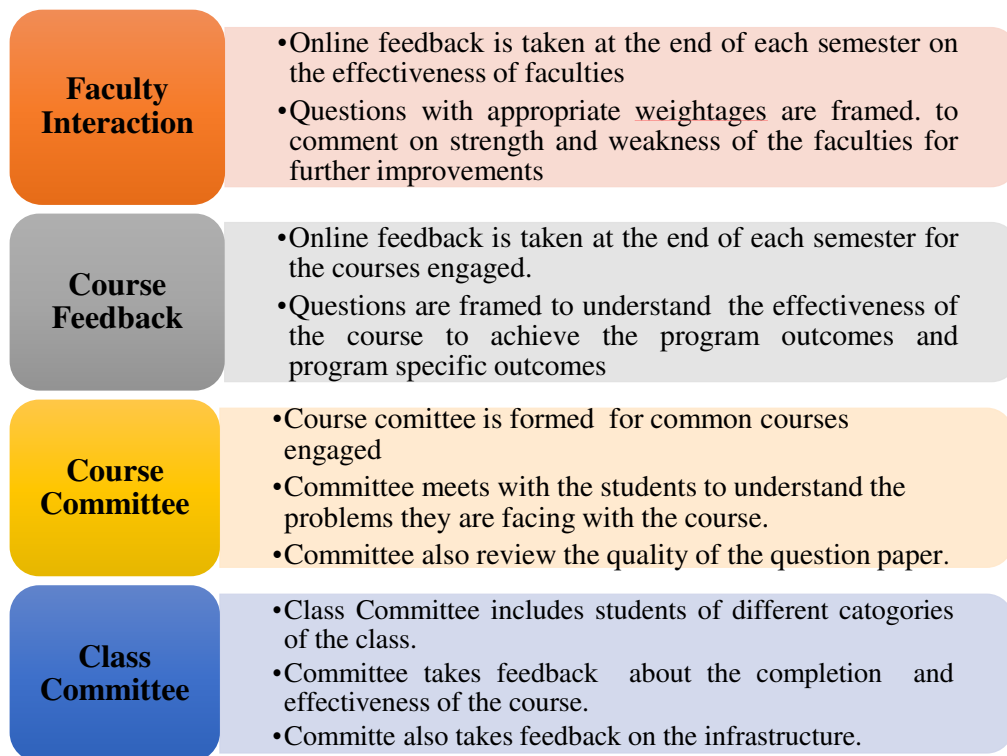 Faculty
Interaction
•Online feedback is taken at the end of each semester on
the effectiveness of faculties
•Questions with appropriate weightages are framed. to
comment on strength and weakness of the faculties for
further improvements
Course
Feedback
•Online feedback is taken at the end of each semester for
the courses engaged.
•Questions are framed to understand the effectiveness of
the course to achieve the program outcomes and
program specific outcomes
Course
Committee
•Course comittee is formed for common courses
engaged
•Committee meets with the students to understand the
problems they are facing with the course.
•Committee also review the quality of the question paper.
Class
Committee
•Class Committee includes students of different catogories
of the class.
•Committee takes feedback about the completion and
effectiveness of the course.
•Committe also takes feedback on the infrastructure.